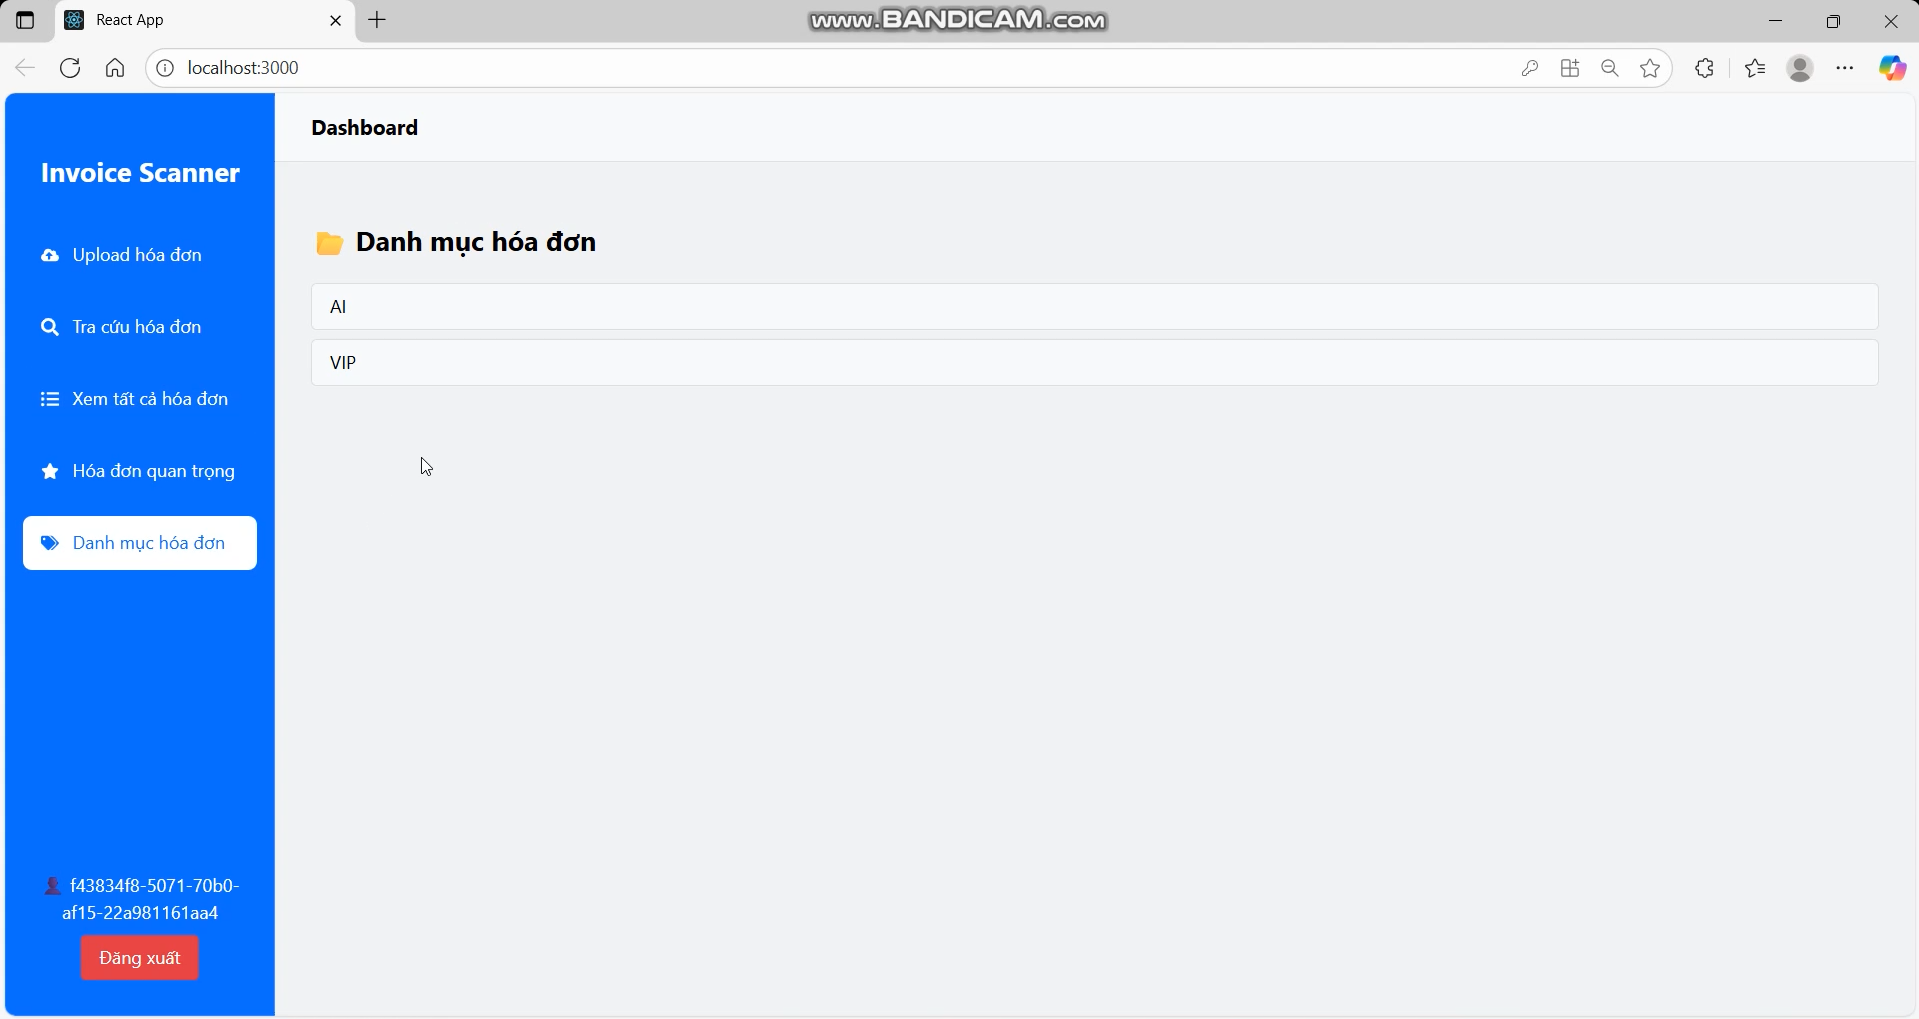 React App
www.BANDICAM.com
localhost:3000
Invoice Scanner
Upload hóa đơn
Tra cứu hóa đơn
Xem tất cả hóa đơn
Hóa đơn quan trọng
Danh mục hóa đơn
f43834f8-5071-70b0-
af15-22a981161aa4
Đăng xuất
Dashboard
Danh mục hóa đơn
AI
VIP